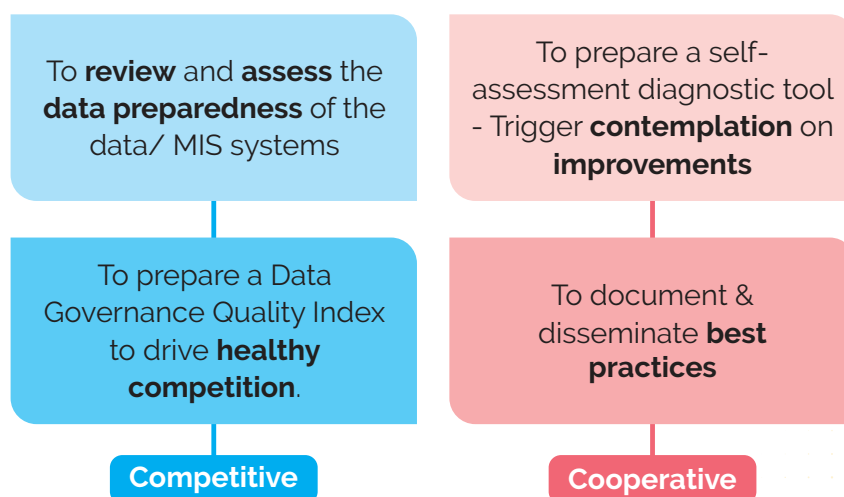 To review and assess the
data preparedness of the
data/ MIS systems
To prepare a Data
Governance Quality Index
to drive healthy
competition.
Competitive
To prepare a self-
assessment diagnostic tool
- Trigger contemplation on
improvements
To document &
disseminate best
practices
Cooperative